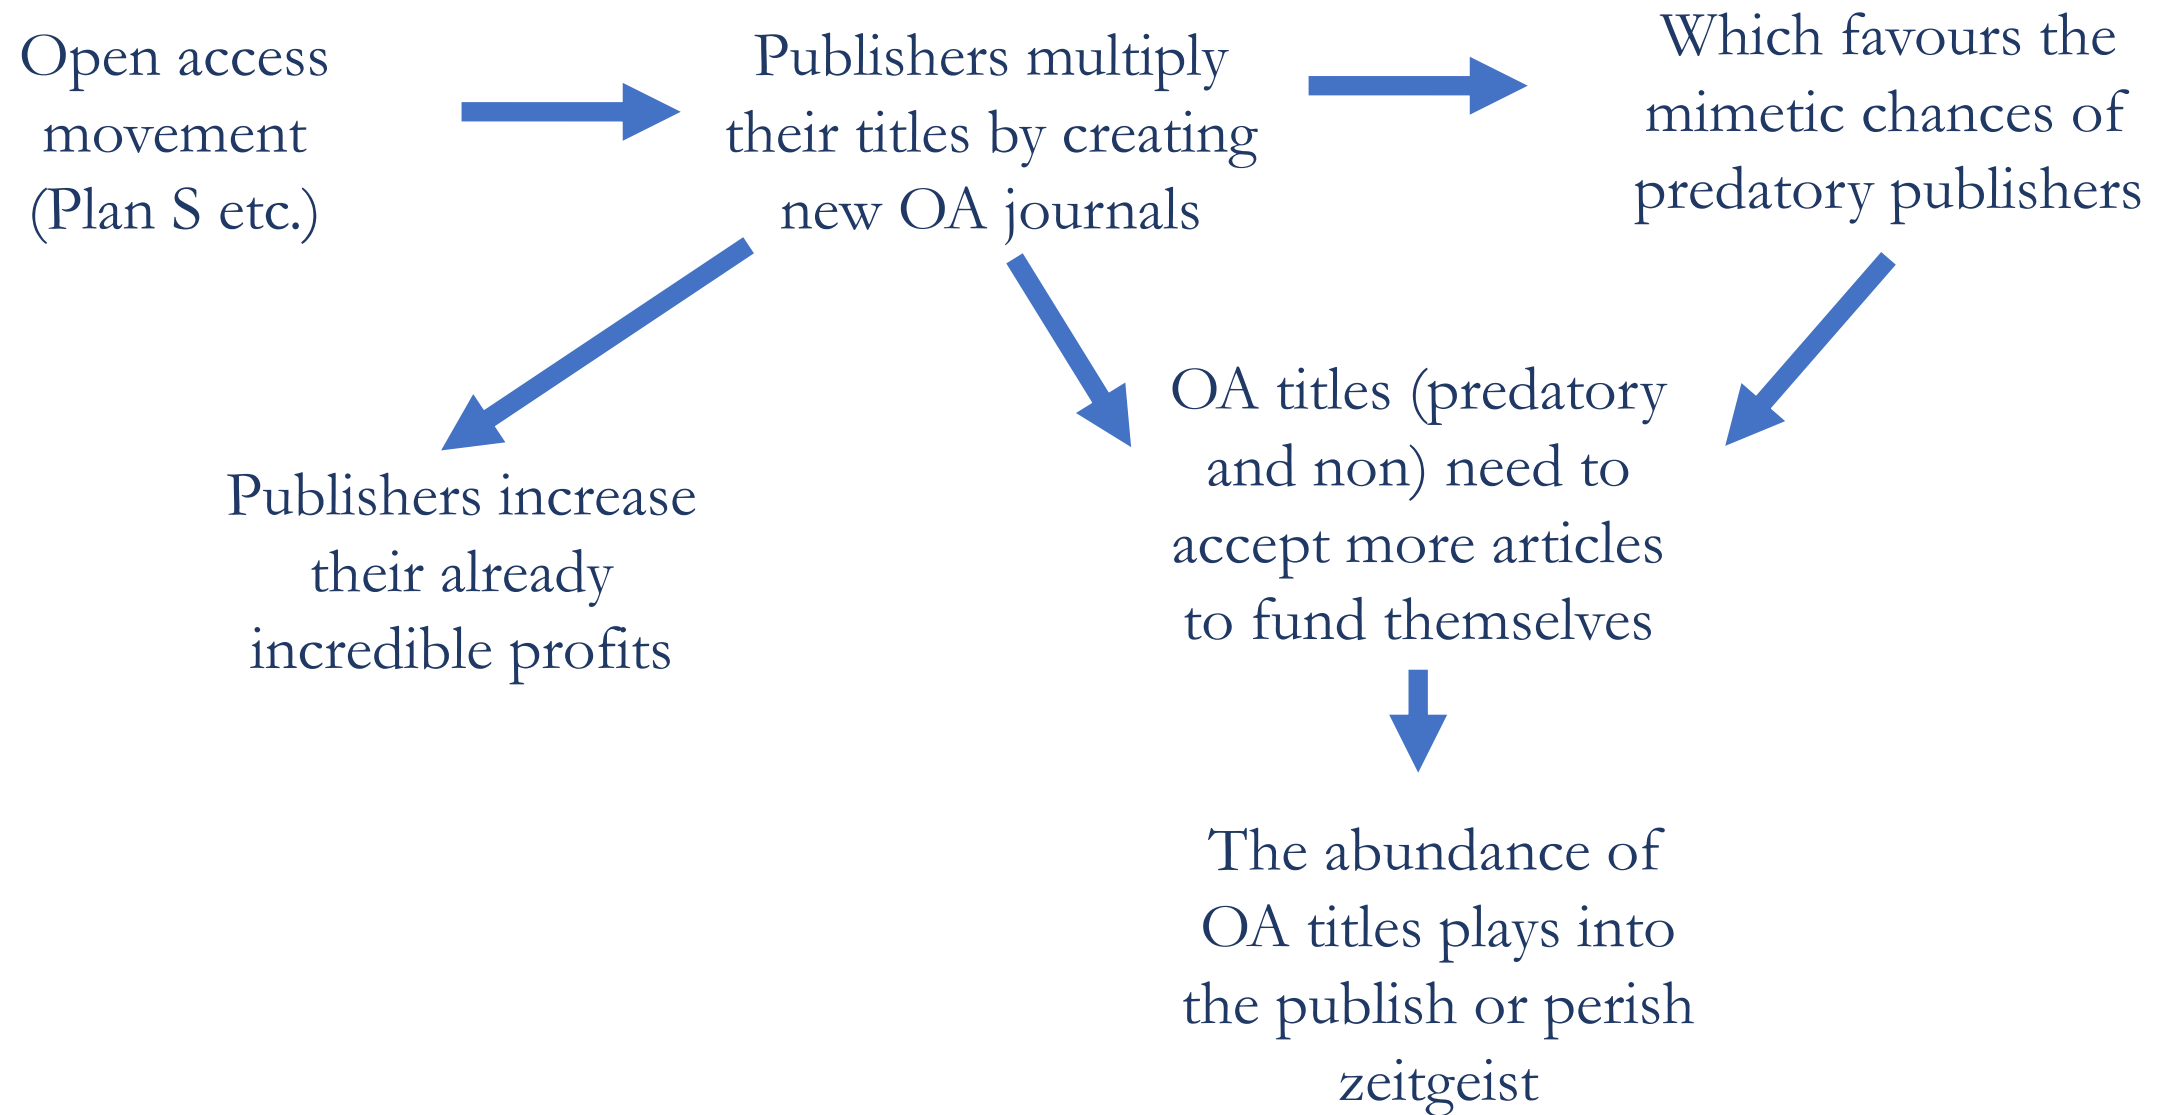 Open access
movement
(Plan S etc.)
Publishers multiply
their titles by creating
new OA journals
Which favours the
mimetic chances of
predatory publishers
Publishers increase
their already
incredible profits
OA titles (predatory
and non) need to
accept more articles
to fund themselves
The abundance of
OA titles plays into
the publish or perish
zeitgeist